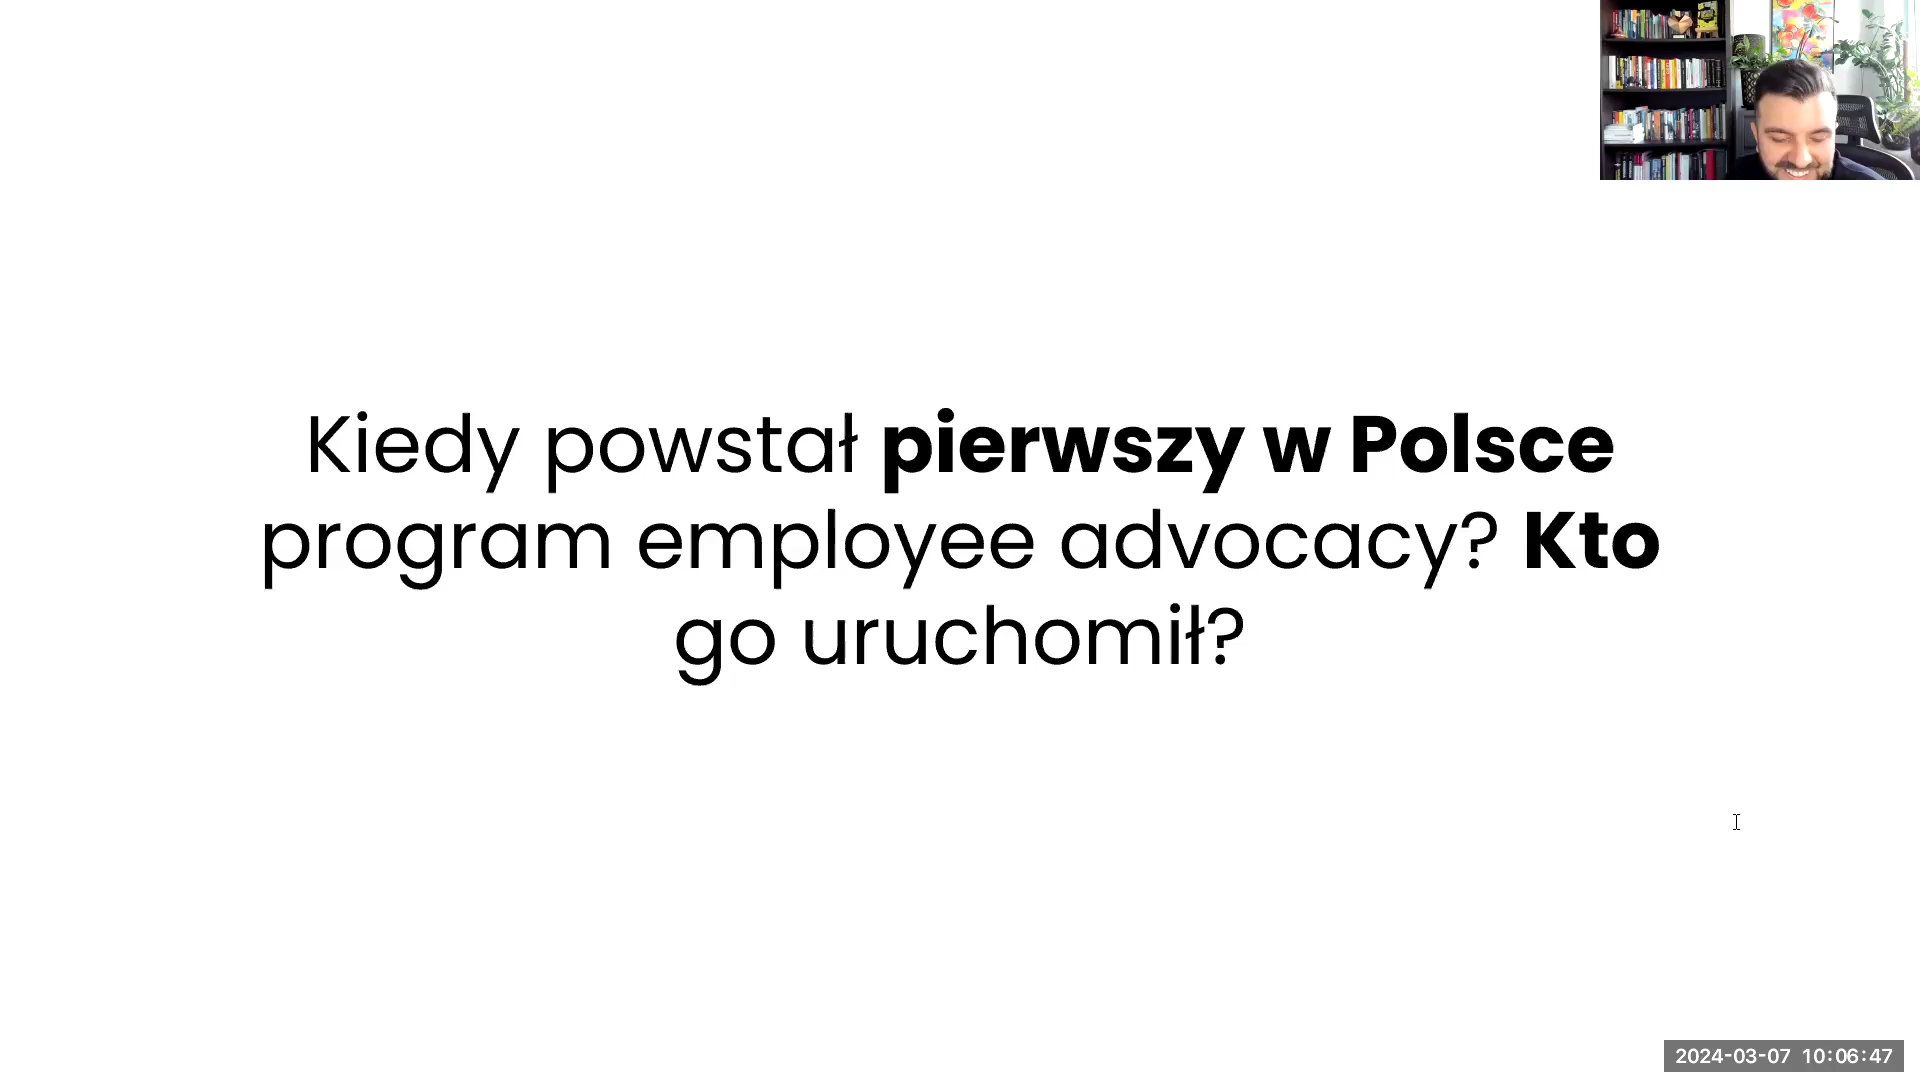 Kiedy powstał pierwszy w Polsce
program employee advocacy? Kto
go uruchomił?
2024-03-07 10:06:47